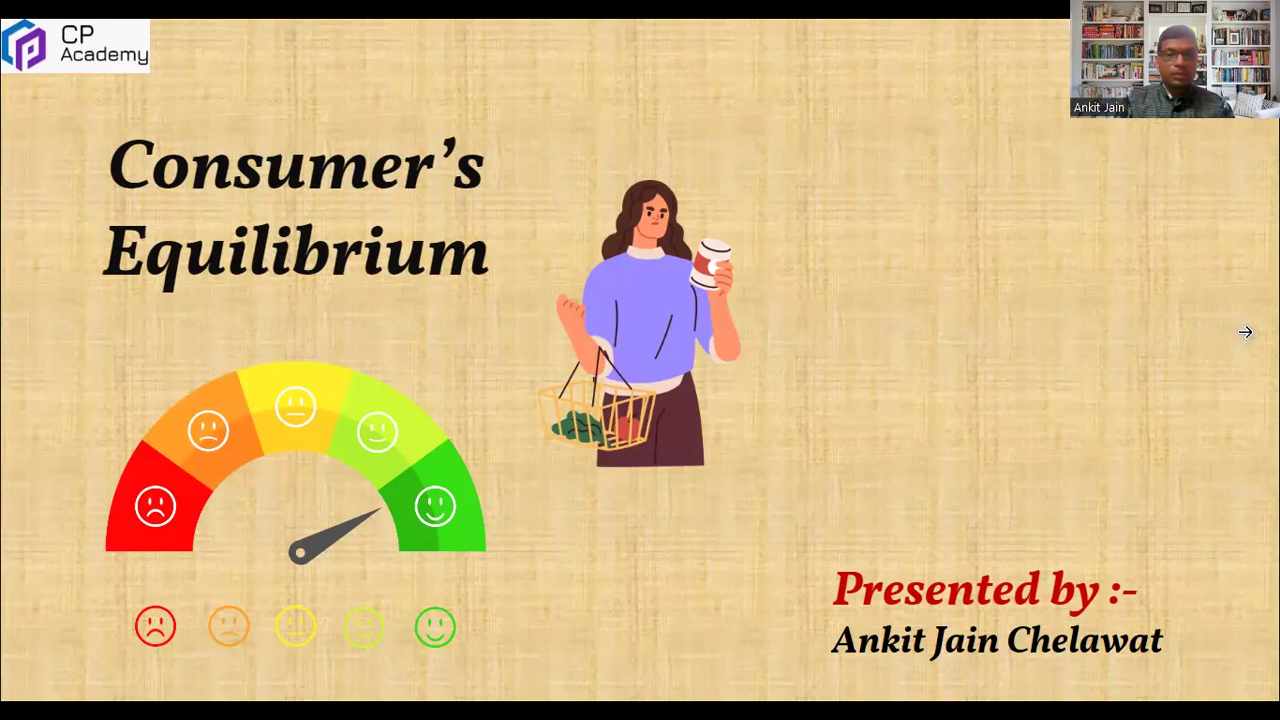 CP
Academy
Ankit Jain
Consumer’s
Equilibrium
Presented by :-
Ankit Jain Chelawat